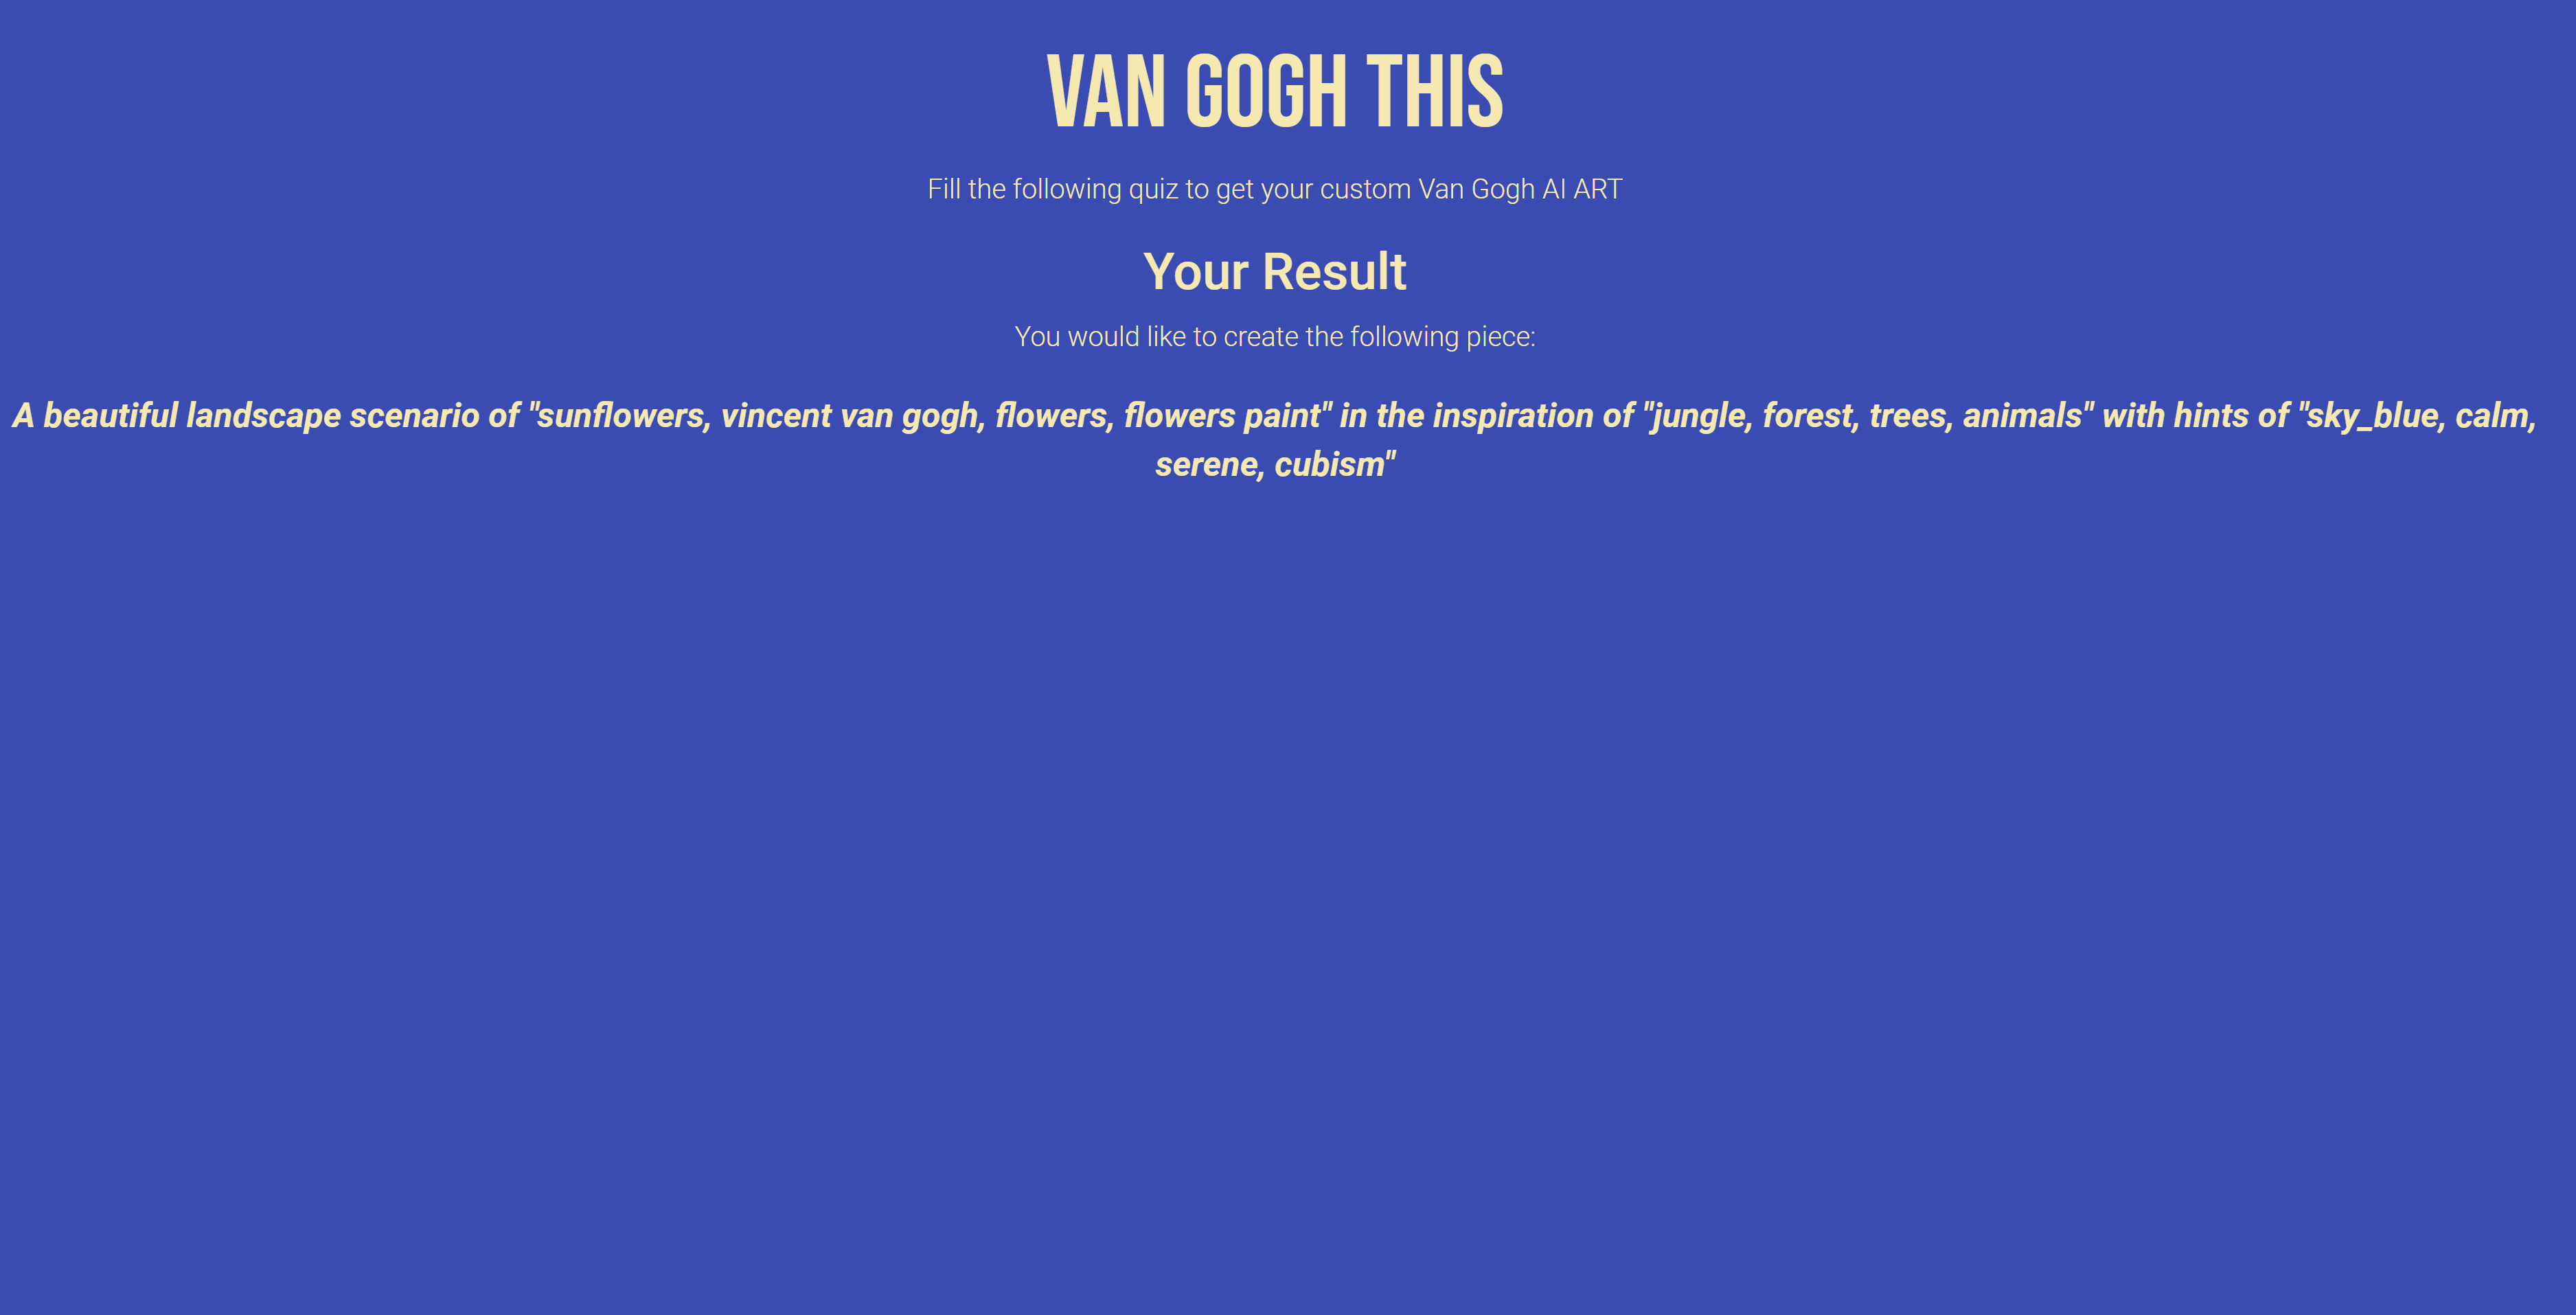 VAN GOGH THIS
Fill the following quiz to get your custom Van Gogh AI ART
Your Result
You would like to create the following piece:
A beautiful landscape scenario of "sunflowers, vincent van gogh, flowers, flowers paint" in the inspiration of "jungle, forest, trees, animals" with hints of "sky_blue, calm,
serene, cubism"